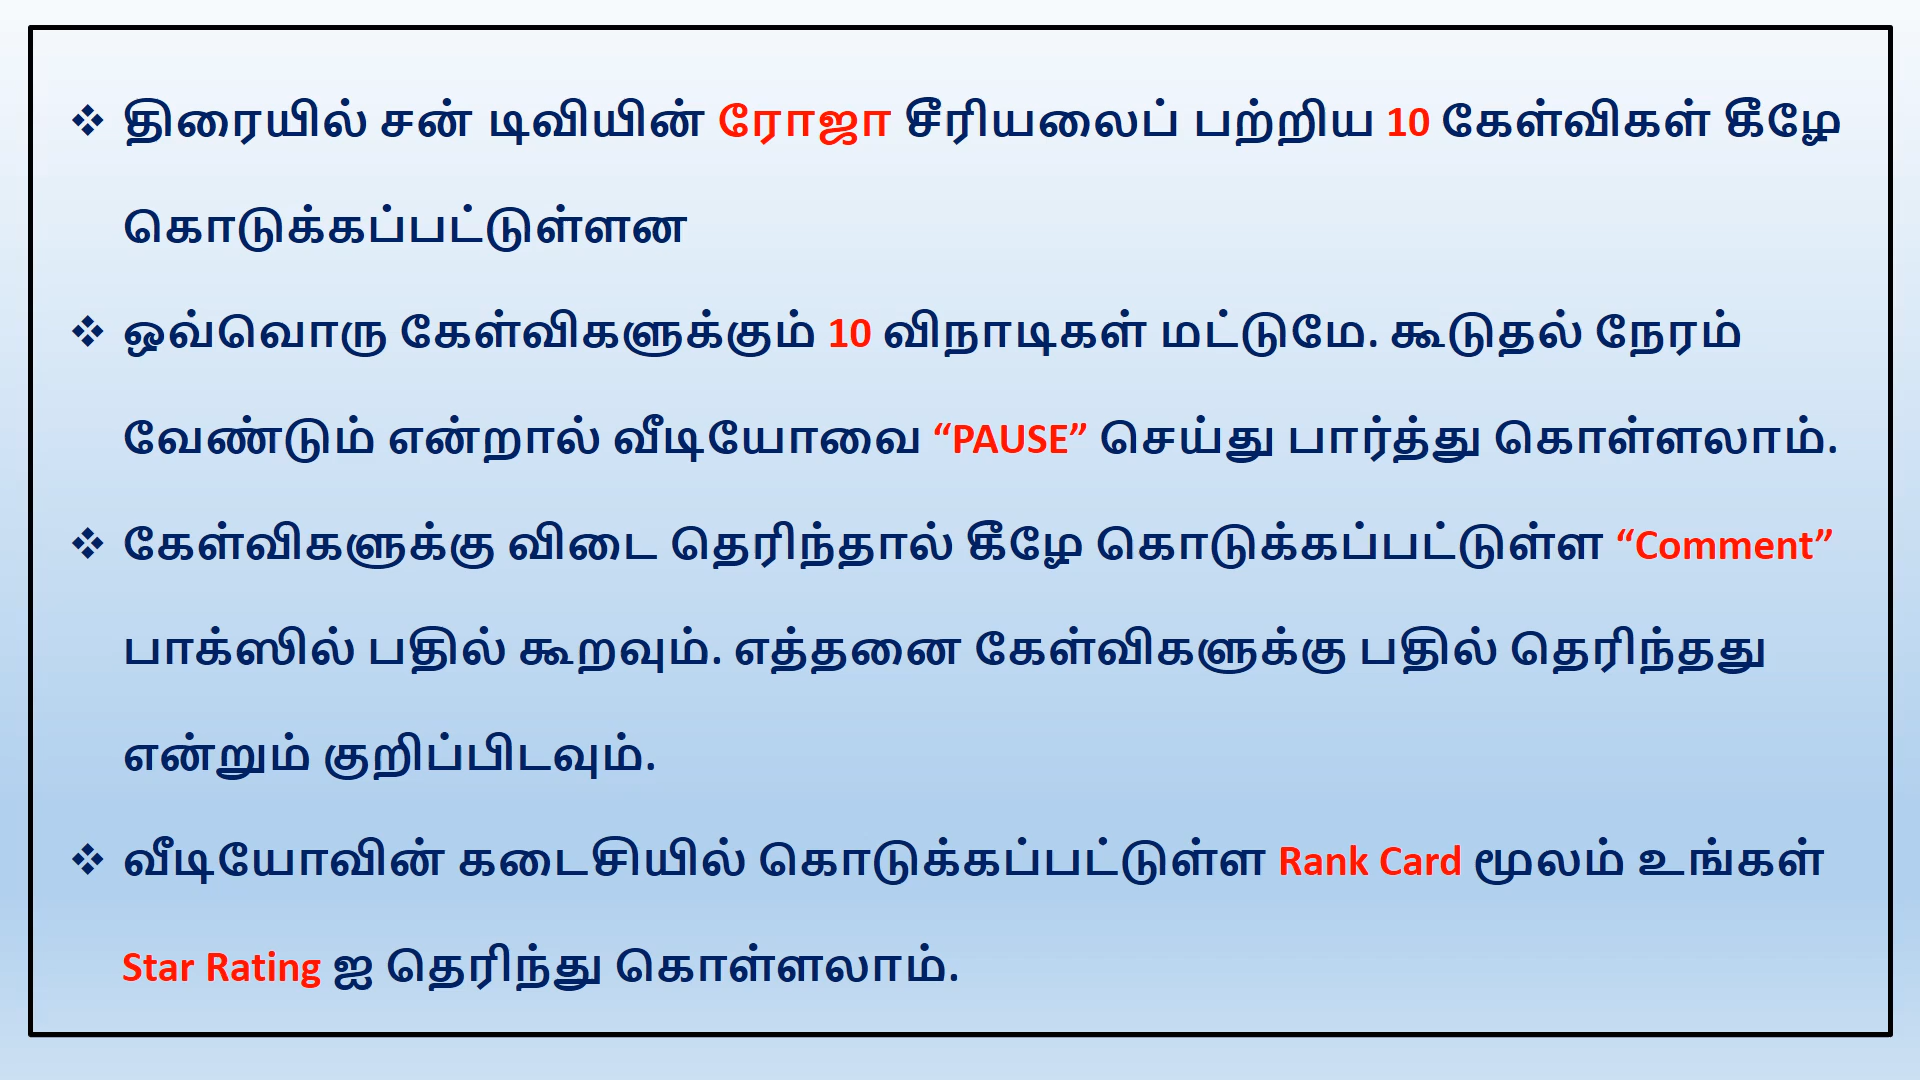 ❖ திரையில் சன் டிவியின் ரோஜா சீரியலைப் பற்றிய 10 கேள்விகள் கீழே
கொடுக்கப்பட்டுள்ளன
❖ ஒவ்வொரு கேள்விகளுக்கும் 10 விநாடிகள் மட்டுமே. கூடுதல் நேரம்
வேண்டும் என்றால் வீடியோவை “PAUSE” செய்து பார்த்து கொள்ளலாம்.
❖ கேள்விகளுக்கு விடை தெரிந்தால் கீழே கொடுக்கப்பட்டுள்ள “Comment”
பாக்ஸில் பதில் கூறவும். எத்தனை கேள்விகளுக்கு பதில் தெரிந்தது
என்றும் குறிப்பிடவும்.
❖ வீடியோவின் கடைசியில் கொடுக்கப்பட்டுள்ள Rank Card மூலம் உங்கள்
Star Rating ஐ தெரிந்து கொள்ளலாம்.